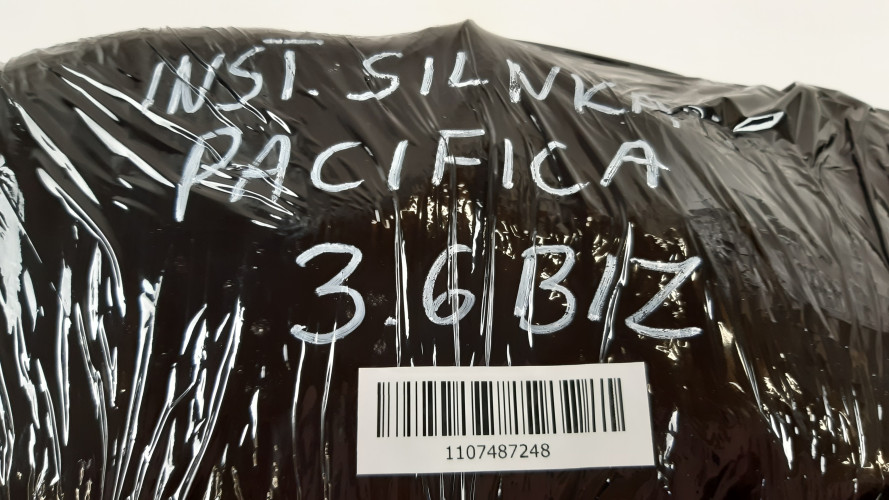 INST. SILNKA
PACIFICA
3.6 BIZ
1107487248